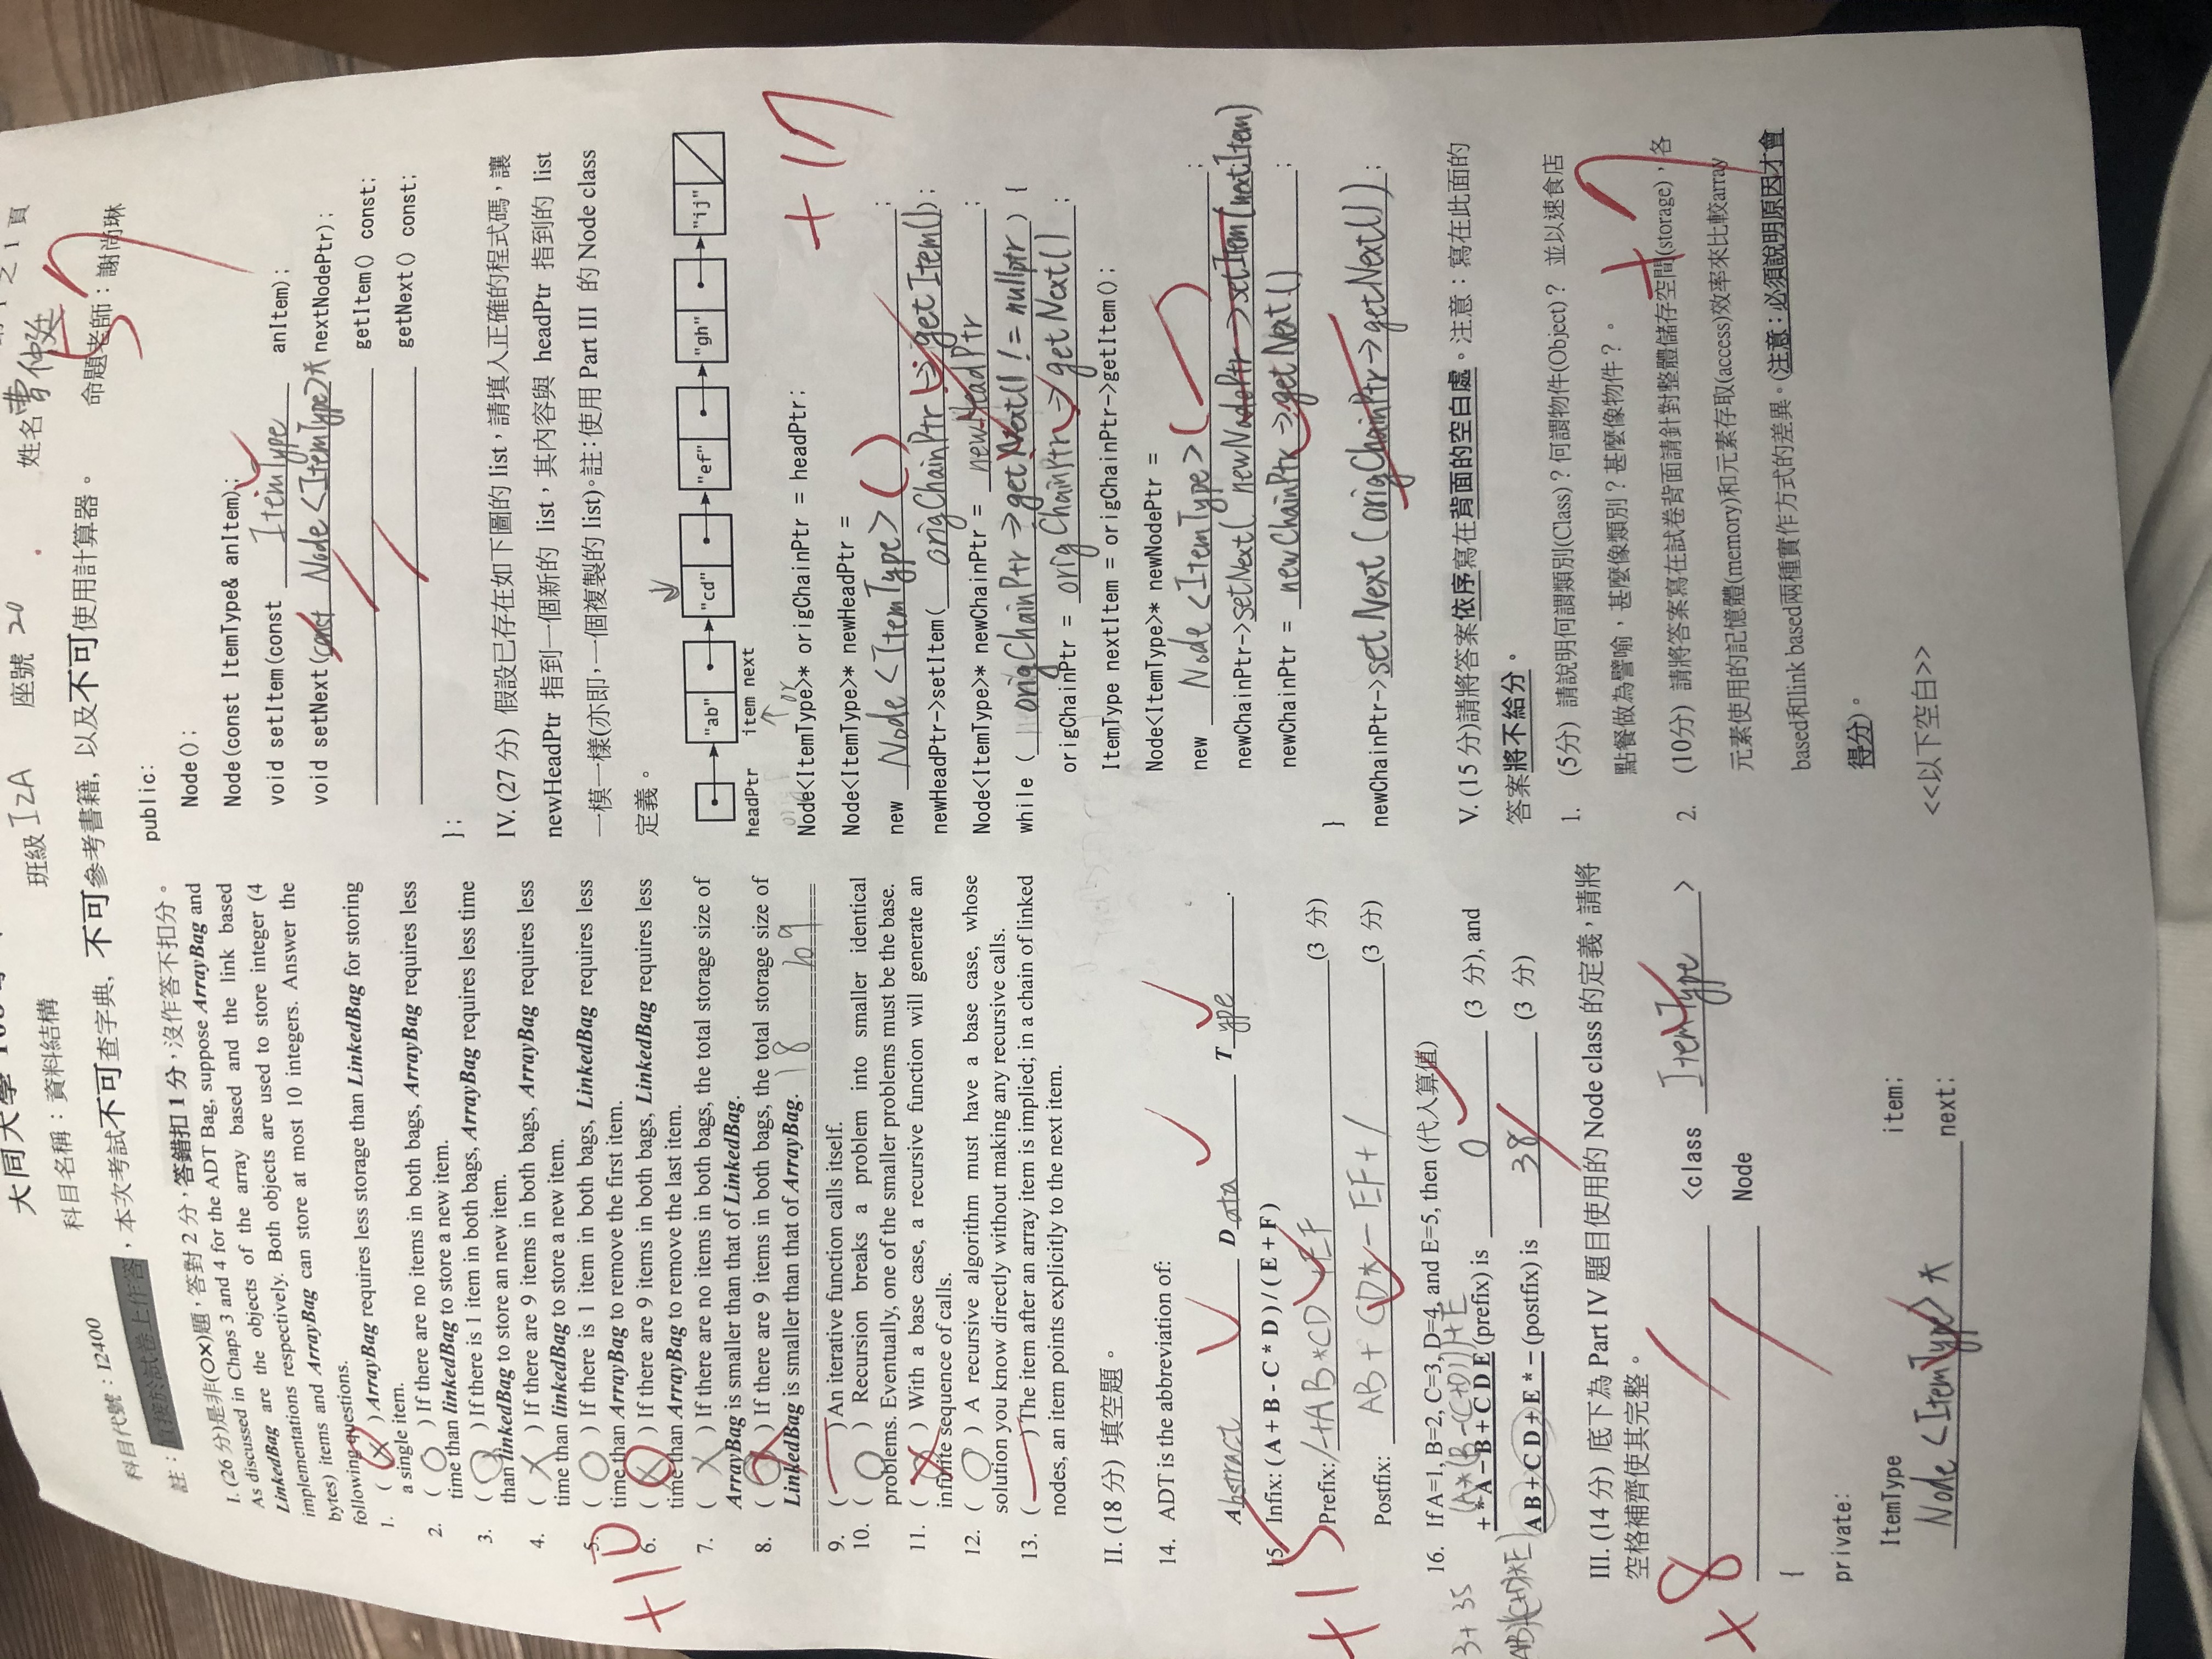 大同大學 10
第 1 之 1 頁
科目名稱：資料結構
班級 I2A 座號 20 姓名 曹仲廷
57
科目代號：I2400
命題老師：謝尚琳
註：直接於試卷上作答，本次考試不可查字典, 不可參考書籍, 以及不可使用計算器。
I. (26 分)是非(O×)題，答對 2 分，答錯扣 1 分，沒作答不扣分。
As discussed in Chaps 3 and 4 for the ADT Bag, suppose ArrayBag and
LinkedBag are the objects of the array based and the link based
implementations respectively. Both objects are used to store integer (4
bytes) items and ArrayBag can store at most 10 integers. Answer the
following questions.
1. ( X ) ArrayBag requires less storage than LinkedBag for storing
a single item.
2. ( O ) If there are no items in both bags, ArrayBag requires less
time than linkedBag to store a new item.
3. ( O ) If there is 1 item in both bags, ArrayBag requires less time
than linkedBag to store an new item.
4. ( X ) If there are 9 items in both bags, ArrayBag requires less
time than linkedBag to store a new item.
5. ( O ) If there is 1 item in both bags, LinkedBag requires less
time than ArrayBag to remove the first item.
+10
6. ( X ) If there are 9 items in both bags, LinkedBag requires less
time than ArrayBag to remove the last item.
7. ( X ) If there are no items in both bags, the total storage size of
ArrayBag is smaller than that of LinkedBag.
8. ( O ) If there are 9 items in both bags, the total storage size of
LinkedBag is smaller than that of ArrayBag. 18
9. ( ) An iterative function calls itself.
10. ( O ) Recursion breaks a problem into smaller identical
problems. Eventually, one of the smaller problems must be the base.
11. ( O ) With a base case, a recursive function will generate an
infinite sequence of calls.
12. ( O ) A recursive algorithm must have a base case, whose
solution you know directly without making any recursive calls.
13. ( ) The item after an array item is implied; in a chain of linked
nodes, an item points explicitly to the next item.
II. (18 分) 填空題。
14. ADT is the abbreviation of:
Abstract Data Type.
15. Infix: ( A + B - C * D ) / ( E + F )
+15
Prefix: /-+AB*CD +EF (3 分)
Postfix: AB+CD*-EF+/ (3 分)
16. If A=1, B=2, C=3, D=4, and E=5, then (代入算值)
3+35 (A*(B-(C+D)))+E
+ * A − B + C D E (prefix) is 0 (3 分), and
A B + C D + E * − (postfix) is 38 (3 分)
III. (14 分) 底下為 Part IV 題目使用的 Node class 的定義，請將
空格補齊使其完整。
+8
<class ItemType >
Node
{
private:
ItemType item;
Node <ItemType> * next;
public:
Node();
Node(const ItemType& anItem);
void setItem(const ItemType anItem);
void setNext(const Node <ItemType>* nextNodePtr);
getItem() const;
getNext() const;
};
IV. (27 分) 假設已存在如下圖的 list，請填入正確的程式碼，讓
newHeadPtr 指到一個新的 list，其內容與 headPtr 指到的 list
一模一樣(亦即，一個複製的 list)。註：使用 Part III 的 Node class
定義。
"ab" "cd" "ef" "gh" "ij"
headPtr item next
Node<ItemType>* origChainPtr = headPtr;
+17
Node<ItemType>* newHeadPtr =
new Node <ItemType> ( ) ;
newHeadPtr->setItem( origChainPtr -> getItem() );
Node<ItemType>* newChainPtr = newHeadPtr ;
while ( origChainPtr -> getNext() != nullptr ) {
origChainPtr = origChainPtr -> getNext() ;
ItemType nextItem = origChainPtr->getItem();
Node<ItemType>* newNodePtr =
new Node <ItemType> ( ) ;
newChainPtr->setNext( newNodePtr -> setItem(nextItem)
newChainPtr = newChainPtr -> getNext() ;
}
newChainPtr->setNext (origChainPtr->getNext()) ;
V. (15 分)請將答案依序寫在背面的空白處。注意：寫在此面的
答案將不給分。
1. (5分) 請說明何謂類別(Class)？何謂物件(Object)？ 並以速食店
點餐做為譬喻，甚麼像類別？甚麼像物件？。
+7
2. (10分) 請將答案寫在試卷背面請針對整體儲存空間(storage)，各
元素使用的記憶體(memory)和元素存取(access)效率來比較array
based和link based兩種實作方式的差異。(注意：必須說明原因才會
得分)。
<<以下空白>>